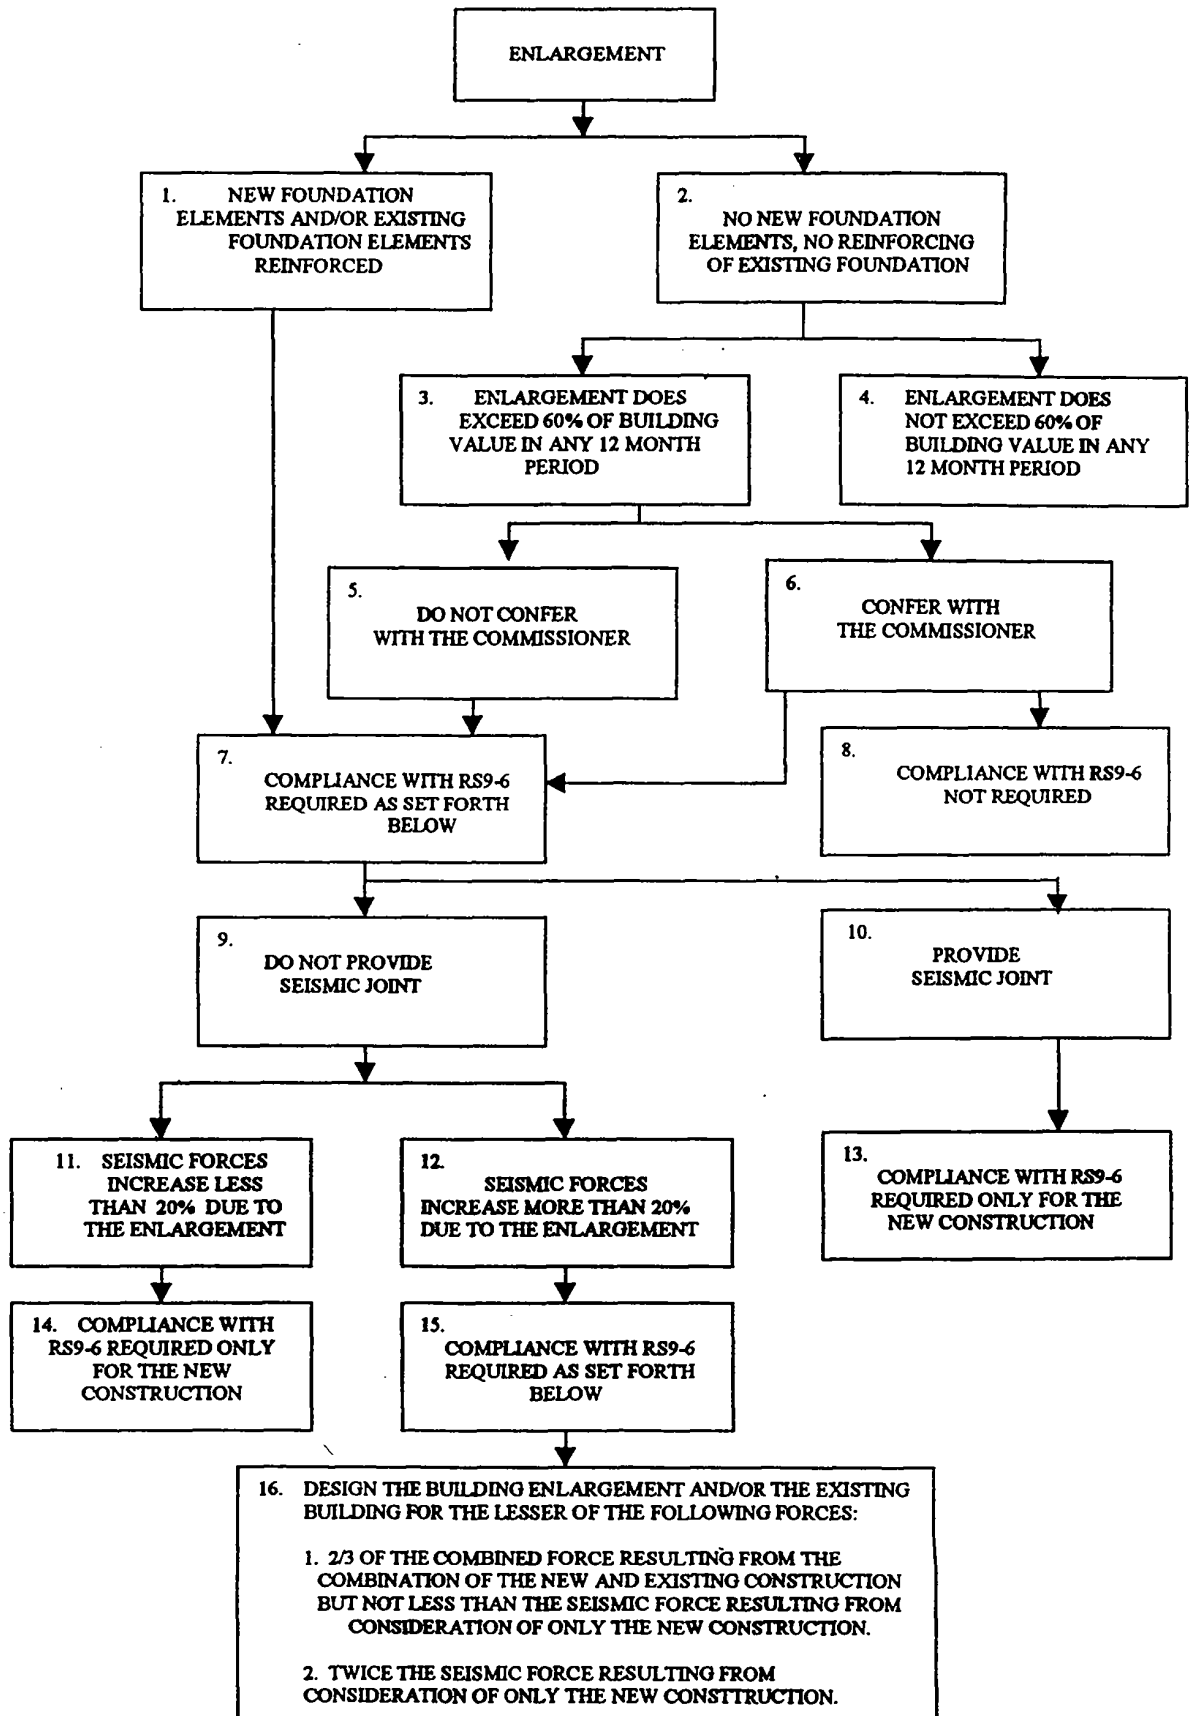 ENLARGEMENT
1. NEW FOUNDATION
ELEMENTS AND/OR EXISTING
FOUNDATION ELEMENTS
REINFORCED
2.
NO NEW FOUNDATION
ELEMENTS, NO REINFORCING
OF EXISTING FOUNDATION
3. ENLARGEMENT DOES
EXCEED 60% OF BUILDING
VALUE IN ANY 12 MONTH
PERIOD
4. ENLARGEMENT DOES
NOT EXCEED 60% OF
BUILDING VALUE IN ANY
12 MONTH PERIOD
5.
DO NOT CONFER
WITH THE COMMISSIONER
6.
CONFER WITH
THE COMMISSIONER
7.
COMPLIANCE WITH RS9-6
REQUIRED AS SET FORTH
BELOW
8.
COMPLIANCE WITH RS9-6
NOT REQUIRED
9.
DO NOT PROVIDE
SEISMIC JOINT
10.
PROVIDE
SEISMIC JOINT
11. SEISMIC FORCES
INCREASE LESS
THAN 20% DUE TO
THE ENLARGEMENT
12.
SEISMIC FORCES
INCREASE MORE THAN 20%
DUE TO THE ENLARGEMENT
13.
COMPLIANCE WITH RS9-6
REQUIRED ONLY FOR THE
NEW CONSTRUCTION
14. COMPLIANCE WITH
RS9-6 REQUIRED ONLY
FOR THE NEW
CONSTRUCTION
15.
COMPLIANCE WITH RS9-6
REQUIRED AS SET FORTH
BELOW
16. DESIGN THE BUILDING ENLARGEMENT AND/OR THE EXISTING
BUILDING FOR THE LESSER OF THE FOLLOWING FORCES:
1. 2/3 OF THE COMBINED FORCE RESULTING FROM THE
COMBINATION OF THE NEW AND EXISTING CONSTRUCTION
BUT NOT LESS THAN THE SEISMIC FORCE RESULTING FROM
CONSIDERATION OF ONLY THE NEW CONSTRUCTION.
2. TWICE THE SEISMIC FORCE RESULTING FROM
CONSIDERATION OF ONLY THE NEW CONSTTRUCTION.